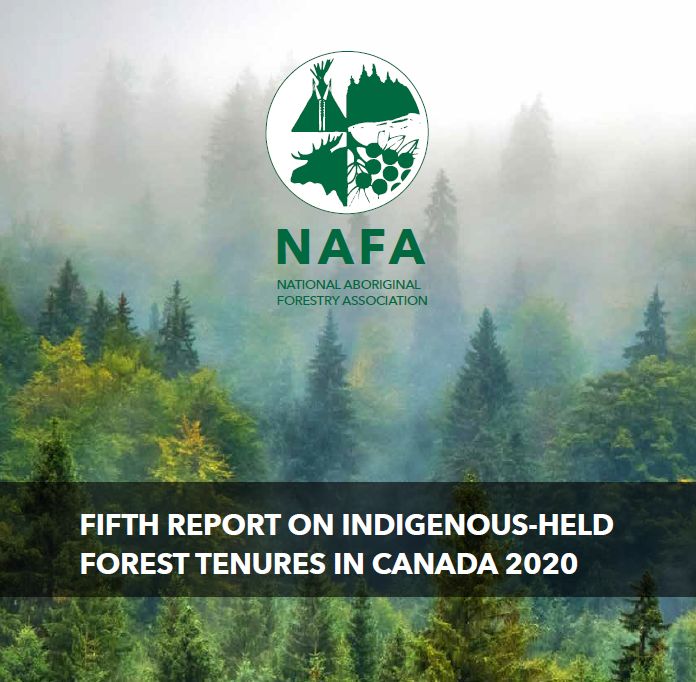 NAFA
NATIONAL ABORIGINAL
FORESTRY ASSOCIATION
FIFTH REPORT ON INDIGENOUS-HELD
FOREST TENURES IN CANADA 2020